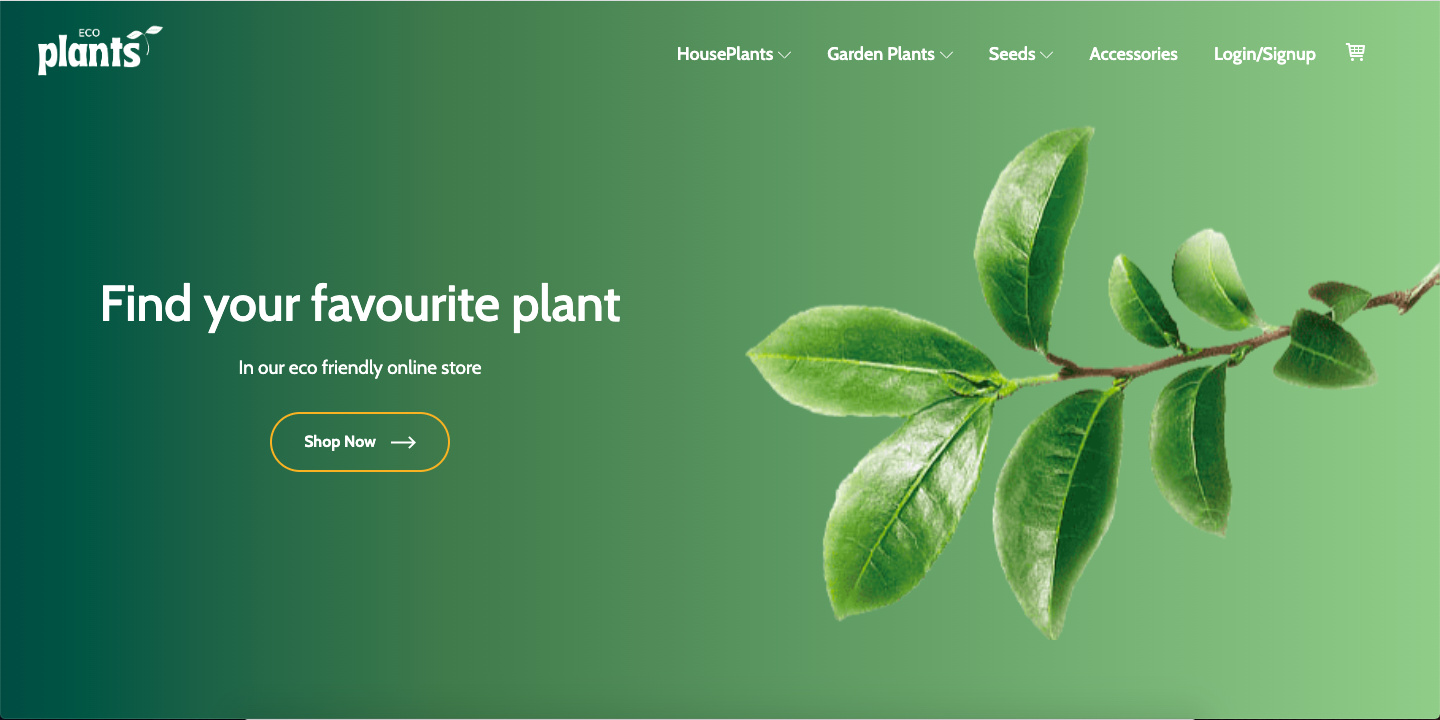 ECO
plants
HousePlants
Garden Plants
Seeds
Accessories
Login/Signup
Find your favourite plant
In our eco friendly online store
Shop Now